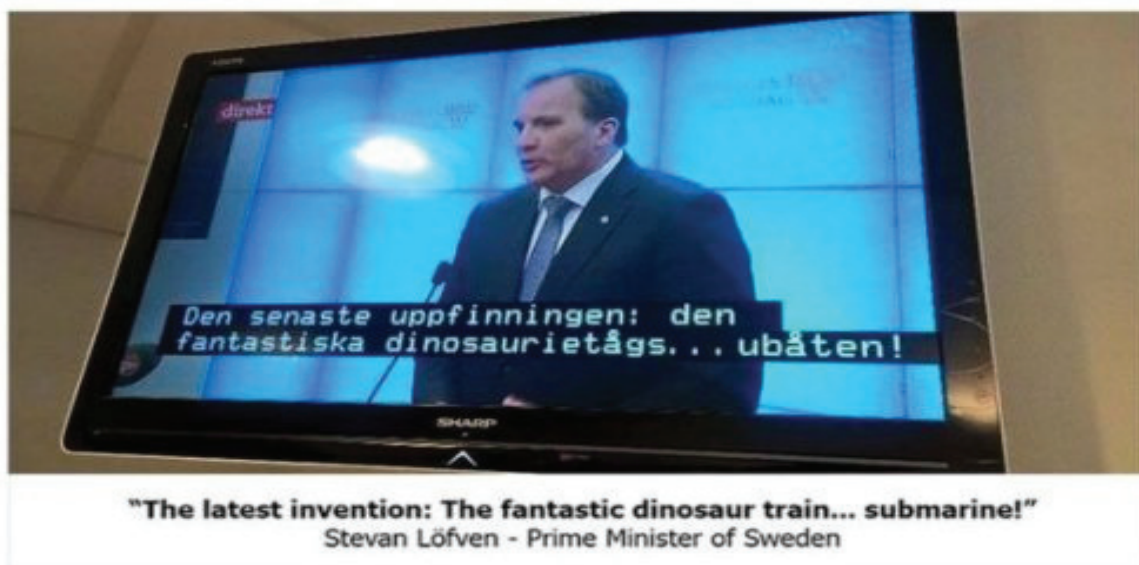 direkt
Den senaste uppfinningen: den
fantastiska dinosaurietågs...ubåten!
SHARP
"The latest invention: The fantastic dinosaur train... submarine!"
Stevan Löfven - Prime Minister of Sweden